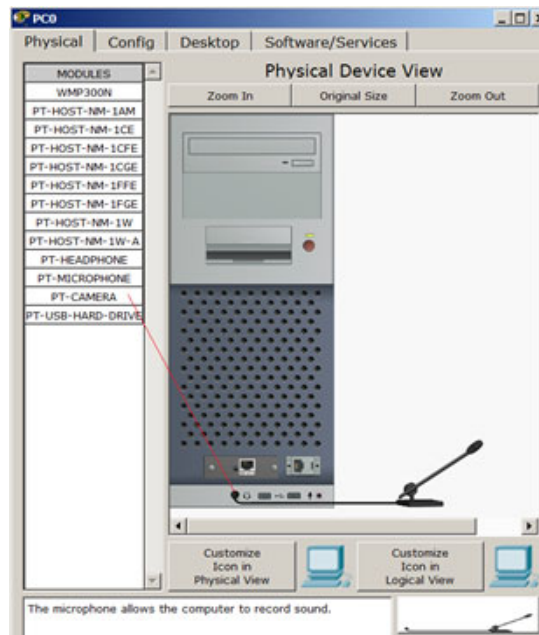 PC0
Physical Config Desktop Software/Services
MODULES
WMP300N
PT-HOST-NM-1AM
PT-HOST-NM-1CE
PT-HOST-NM-1CFE
PT-HOST-NM-1CGE
PT-HOST-NM-1FFE
PT-HOST-NM-1FGE
PT-HOST-NM-1W
PT-HOST-NM-1W-A
PT-HEADPHONE
PT-MICROPHONE
PT-CAMERA
PT-USB-HARD-DRIVE
Physical Device View
Zoom In Original Size Zoom Out
Customize
Icon in
Physical View
Customize
Icon in
Logical View
The microphone allows the computer to record sound.